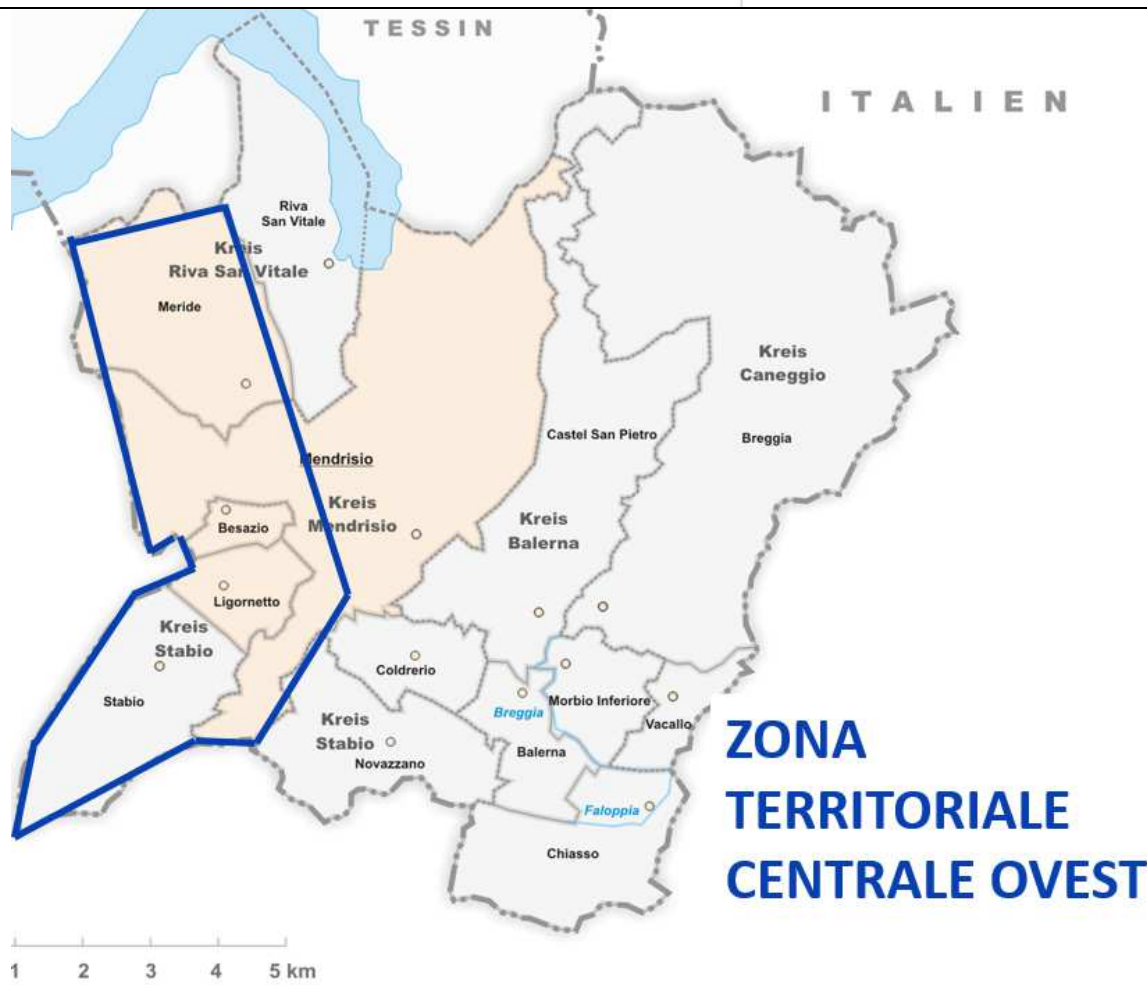 TESSIN
ITALIEN
Riva
San Vitale
Kreis
Riva San Vitale
Meride
Kreis
Caneggio
Castel San Pietro
Breggia
Mendrisio
Kreis
Mendrisio
Besazio
Kreis
Balerna
Ligornetto
Kreis
Stabio
Stabio
Coldrerio
Kreis
Stabio
Novazzano
Breggia
Morbio Inferiore
Vacallo
Balerna
Faloppia
Chiasso
ZONA
TERRITORIALE
CENTRALE OVEST
1 2 3 4 5 km